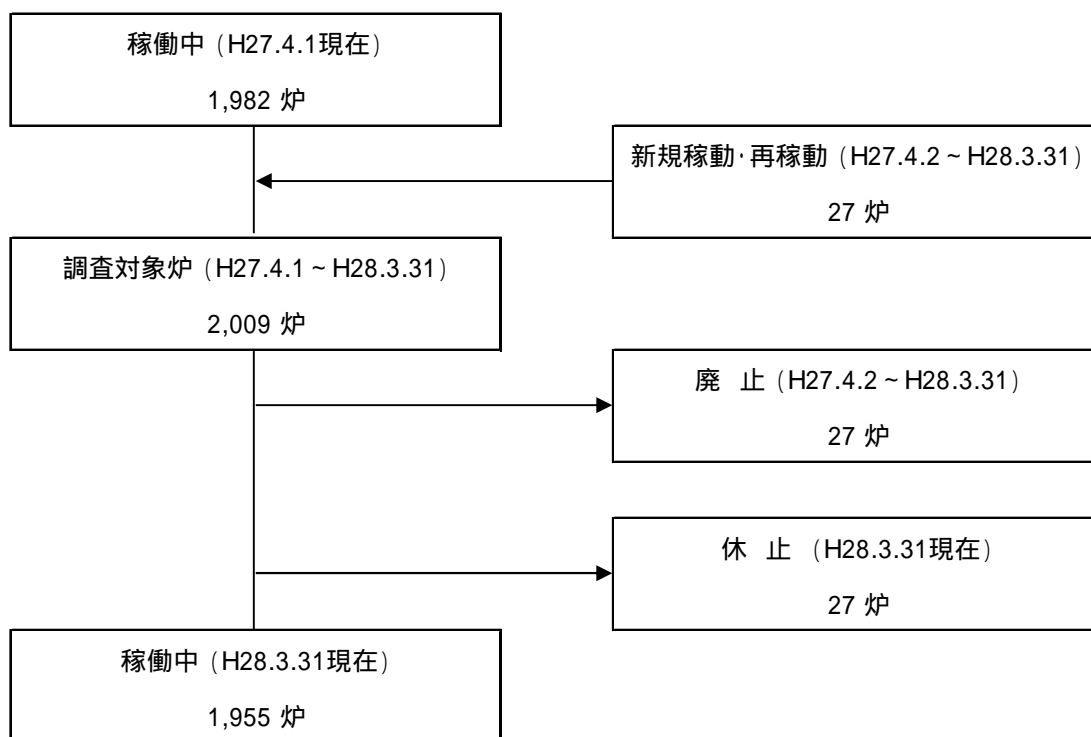 稼働中（H27.4.1現在）
1,982 炉
新規稼動･再稼動（H27.4.2 ~ H28.3.31）
27 炉
調査対象炉（H27.4.1 ~ H28.3.31）
2,009 炉
廃 止（H27.4.2 ~ H28.3.31）
27 炉
休 止 （H28.3.31現在）
27 炉
稼働中（H28.3.31現在）
1,955 炉